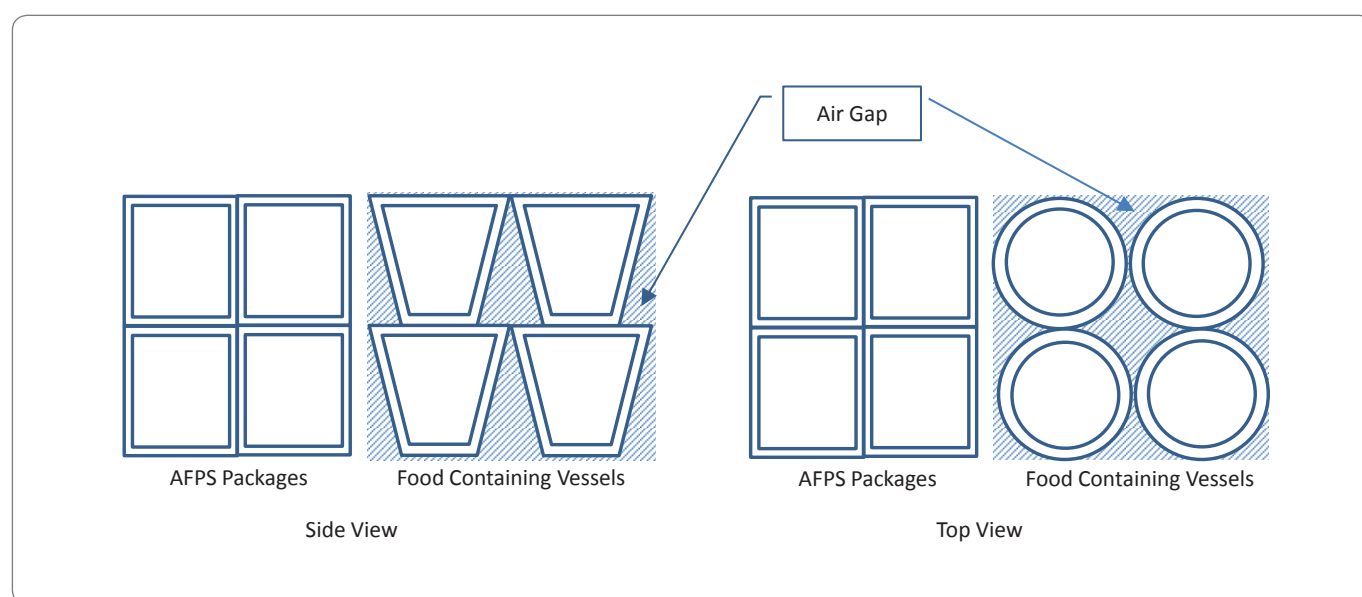 Air Gap
AFPS Packages
Food Containing Vessels
AFPS Packages
Food Containing Vessels
Side View
Top View